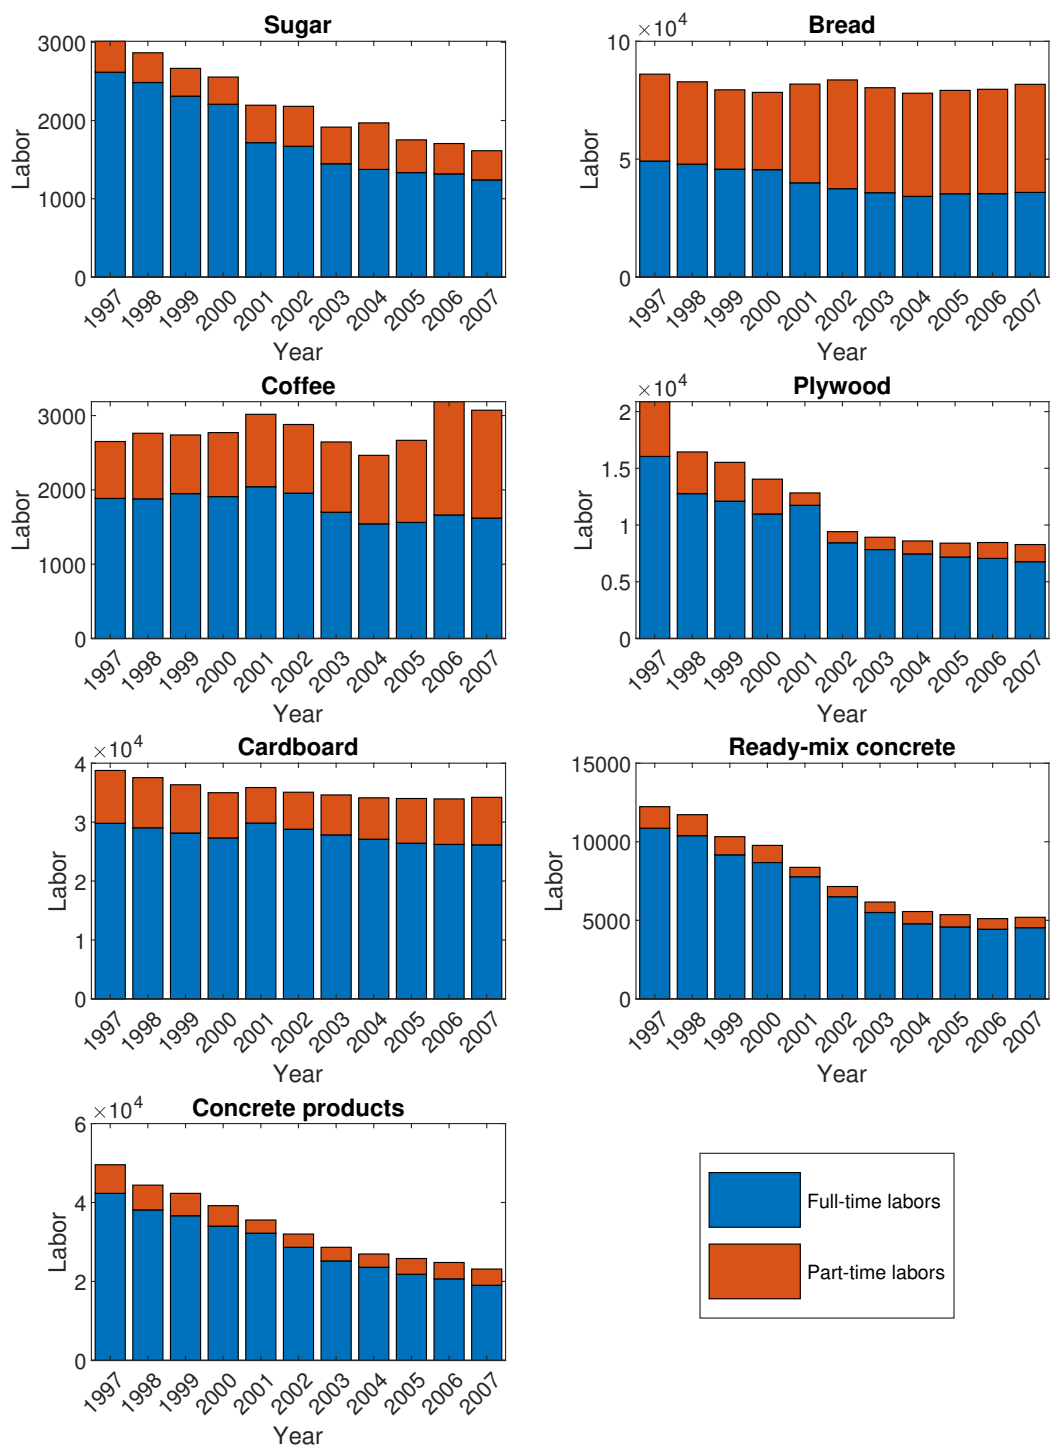 Sugar
3000
2000
1000
0
Labor
1997 1998 1999 2000 2001 2002 2003 2004 2005 2006 2007
Year
Bread
×10^4
10
5
0
Labor
1997 1998 1999 2000 2001 2002 2003 2004 2005 2006 2007
Year
Coffee
3000
2000
1000
0
Labor
1997 1998 1999 2000 2001 2002 2003 2004 2005 2006 2007
Year
Plywood
×10^4
2
1.5
1
0.5
0
Labor
1997 1998 1999 2000 2001 2002 2003 2004 2005 2006 2007
Year
Cardboard
×10^4
4
3
2
1
0
Labor
1997 1998 1999 2000 2001 2002 2003 2004 2005 2006 2007
Year
Ready-mix concrete
15000
10000
5000
0
Labor
1997 1998 1999 2000 2001 2002 2003 2004 2005 2006 2007
Year
Concrete products
×10^4
6
4
2
0
Labor
1997 1998 1999 2000 2001 2002 2003 2004 2005 2006 2007
Year
Full-time labors
Part-time labors